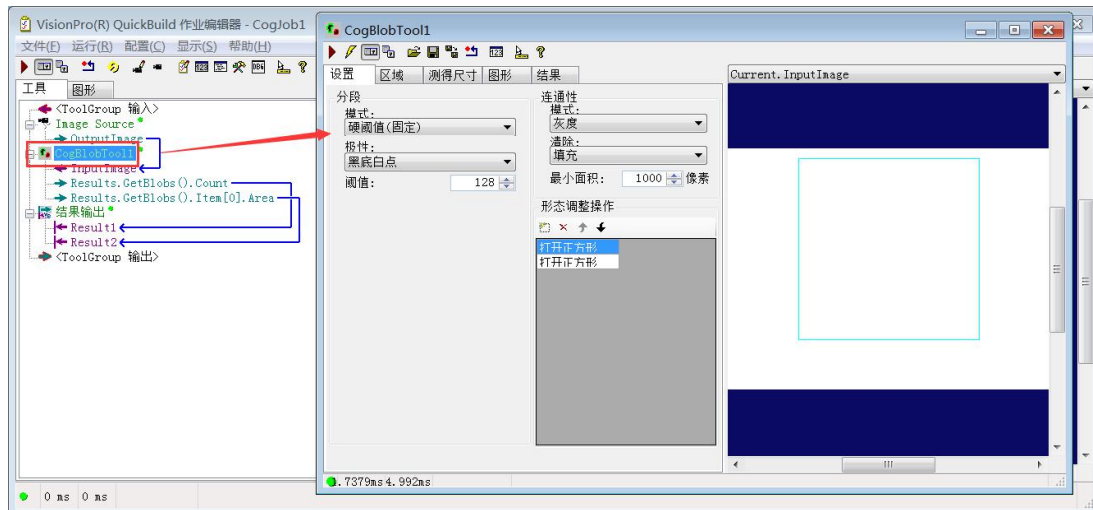 VisionPro(R) QuickBuild 作业编辑器 - CogJob1
文件(F) 运行(R) 配置(C) 显示(S) 帮助(H)
工具 图形
<ToolGroup 输入>
Image Source
OutputImage
CogBlobTool1
InputImage
Results.GetBlobs().Count
Results.GetBlobs().Item[0].Area
结果输出
Result1
Result2
<ToolGroup 输出>
0 ms 0 ms
CogBlobTool1
设置 区域 测得尺寸 图形 结果
分段
模式:
硬阈值(固定)
极性:
黑底白点
阈值: 128
连通性
模式:
灰度
清除:
填充
最小面积: 1000 像素
形态调整操作
打开正方形
打开正方形
Current.InputImage
.7379ms 4.992ms